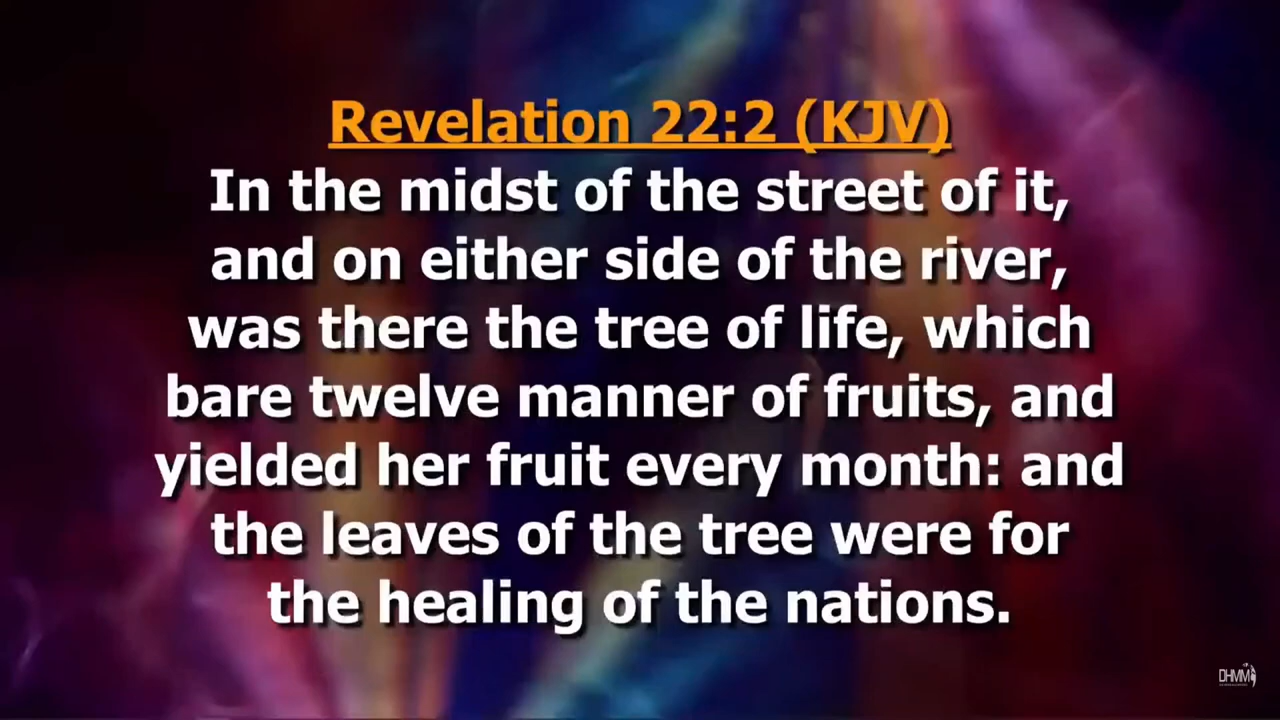 Revelation 22:2 (KJV)
In the midst of the street of it,
and on either side of the river,
was there the tree of life, which
bare twelve manner of fruits, and
yielded her fruit every month: and
the leaves of the tree were for
the healing of the nations.
DHMM